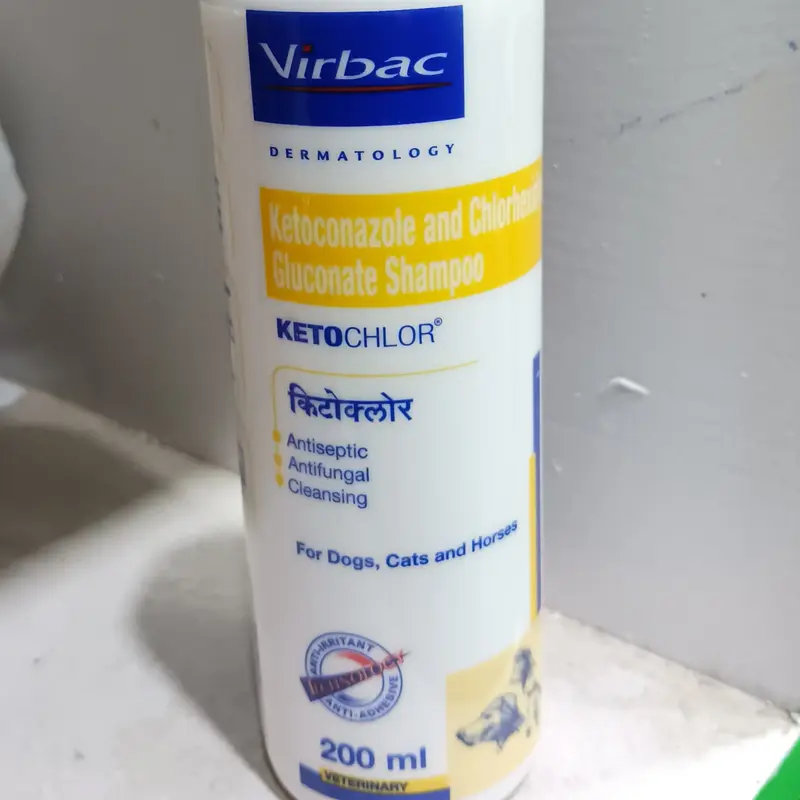 Virbac
DERMATOLOGY
Ketoconazole and
Gluconate Shampoo
KETOCHLOR®
किटोक्लोर
Antiseptic
Antifungal
Cleansing
For Dogs, Cats and Horses
ANTI-IRRITANT
ANTI-ADHESIVE
200 ml
VETERINARY